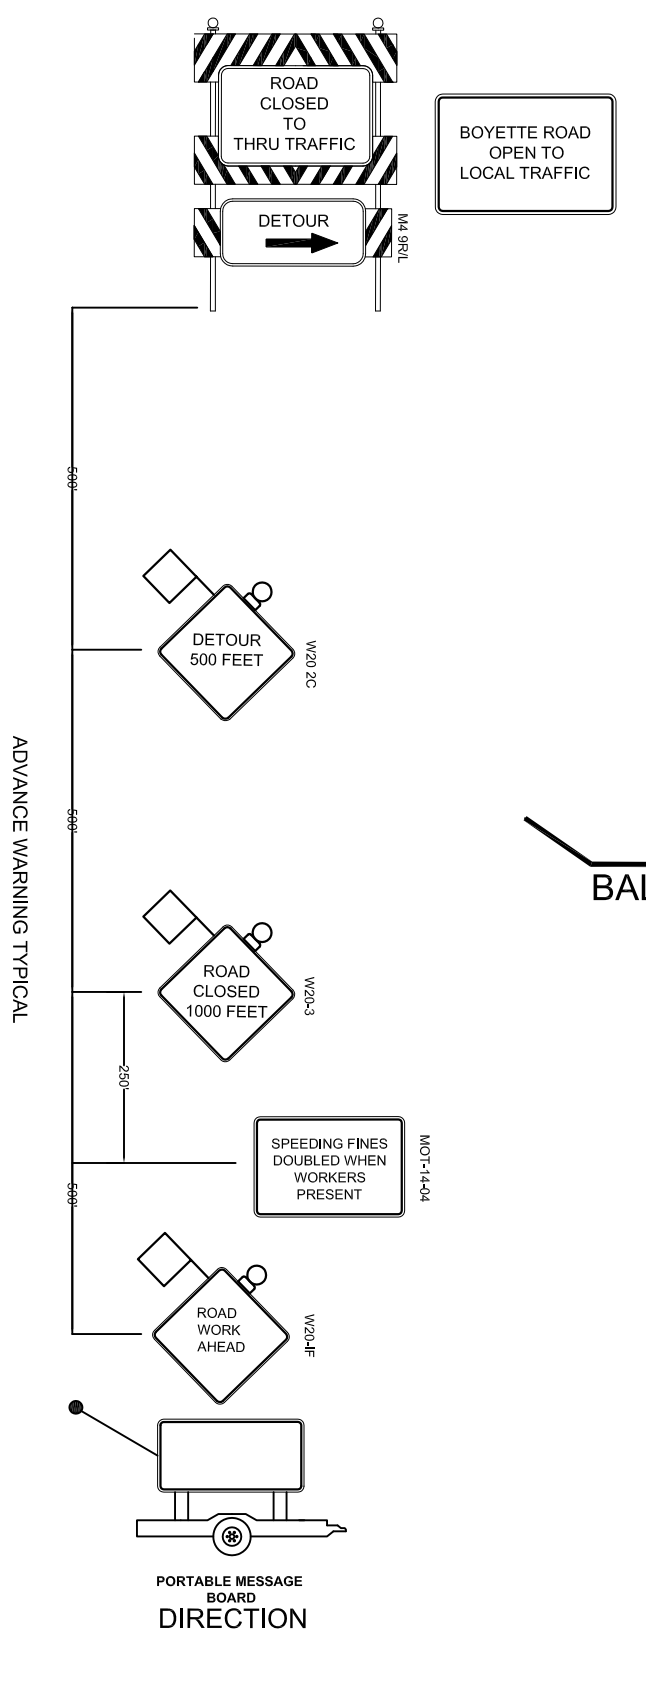 ROAD
CLOSED
TO
THRU TRAFFIC
BOYETTE ROAD
OPEN TO
LOCAL TRAFFIC
DETOUR
M4 9R/L
500'
DETOUR
500 FEET
W20 2C
ADVANCE WARNING TYPICAL
500'
BAL
ROAD
CLOSED
1000 FEET
W20-3
250'
SPEEDING FINES
DOUBLED WHEN
WORKERS
PRESENT
MOT-14-04
500'
ROAD
WORK
AHEAD
W20-IF
PORTABLE MESSAGE
BOARD
DIRECTION